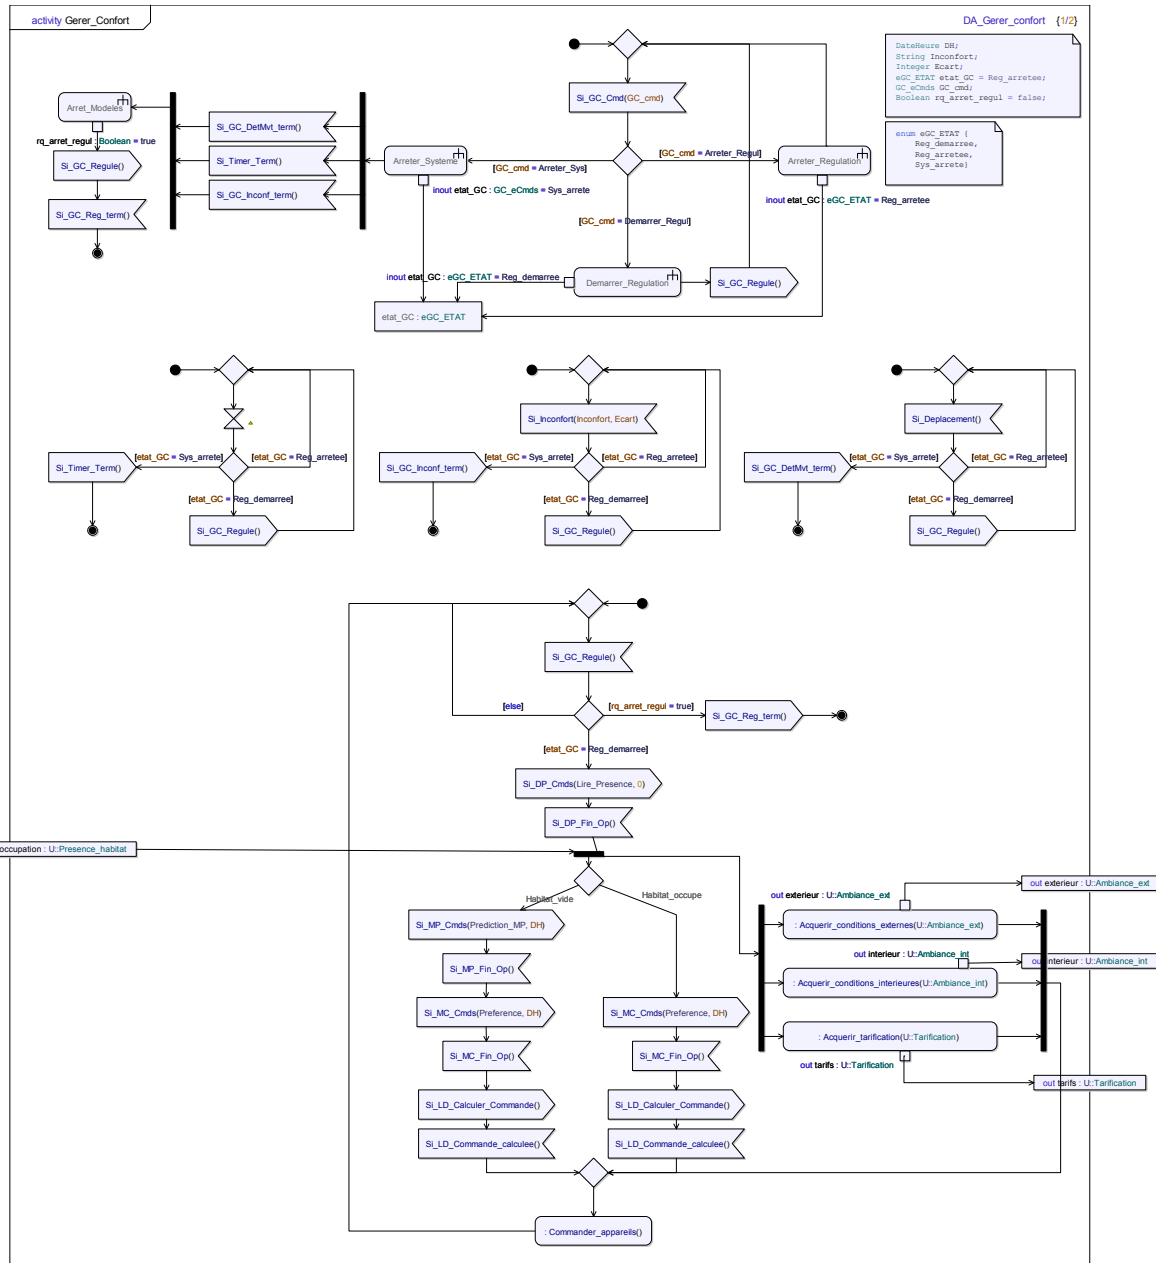 activity Gerer_Confort
DA_Gerer_confort {1/2}
DateHeure DH;
String Inconfort;
Integer Ecart;
eGC_ETAT etat_GC = Reg_arretee;
GC_eCmds GC_cmd;
Boolean rq_arret_regul = false;
enum eGC_ETAT {
Reg_demarree,
Reg_arretee,
Sys_arrete}
Si_GC_Cmd(GC_cmd)
Arret_Modeles
rq_arret_regul : Boolean = true
Si_GC_Regule()
Si_GC_Reg_term()
Si_GC_DetMvt_term()
Si_Timer_Term()
Si_GC_Inconf_term()
Arreter_Systeme
[GC_cmd = Arreter_Sys]
[GC_cmd = Arreter_Regul]
Arreter_Regulation
inout etat_GC : GC_eCmds = Sys_arrete
inout etat_GC : eGC_ETAT = Reg_arretee
[GC_cmd = Demarrer_Regul]
inout etat_GC : eGC_ETAT = Reg_demarree
Demarrer_Regulation
Si_GC_Regule()
etat_GC : eGC_ETAT
[etat_GC = Sys_arrete]
[etat_GC = Reg_arretee]
Si_Timer_Term()
[etat_GC = Reg_demarree]
Si_GC_Regule()
Si_Inconfort(Inconfort, Ecart)
[etat_GC = Sys_arrete]
[etat_GC = Reg_arretee]
Si_GC_Inconf_term()
[etat_GC = Reg_demarree]
Si_GC_Regule()
Si_Deplacement()
[etat_GC = Sys_arrete]
[etat_GC = Reg_arretee]
Si_GC_DetMvt_term()
[etat_GC = Reg_demarree]
Si_GC_Regule()
Si_GC_Regule()
[else]
[rq_arret_regul = true]
Si_GC_Reg_term()
[etat_GC = Reg_demarree]
Si_DP_Cmds(Lire_Presence, 0)
Si_DP_Fin_Op()
occupation : U::Presence_habitat
Habitat_vide
Habitat_occupe
Si_MP_Cmds(Prediction_MP, DH)
Si_MP_Fin_Op()
Si_MC_Cmds(Preference, DH)
Si_MC_Fin_Op()
Si_LD_Calculer_Commande()
Si_LD_Commande_calculee()
Si_MC_Cmds(Preference, DH)
Si_MC_Fin_Op()
Si_LD_Calculer_Commande()
Si_LD_Commande_calculee()
out exterieur : U::Ambiance_ext
out exterieur : U::Ambiance_ext
: Acquerir_conditions_externes(U::Ambiance_ext)
out interieur : U::Ambiance_int
out interieur : U::Ambiance_int
: Acquerir_conditions_interieures(U::Ambiance_int)
: Acquerir_tarification(U::Tarification)
out tarifs : U::Tarification
out tarifs : U::Tarification
: Commander_appareils()